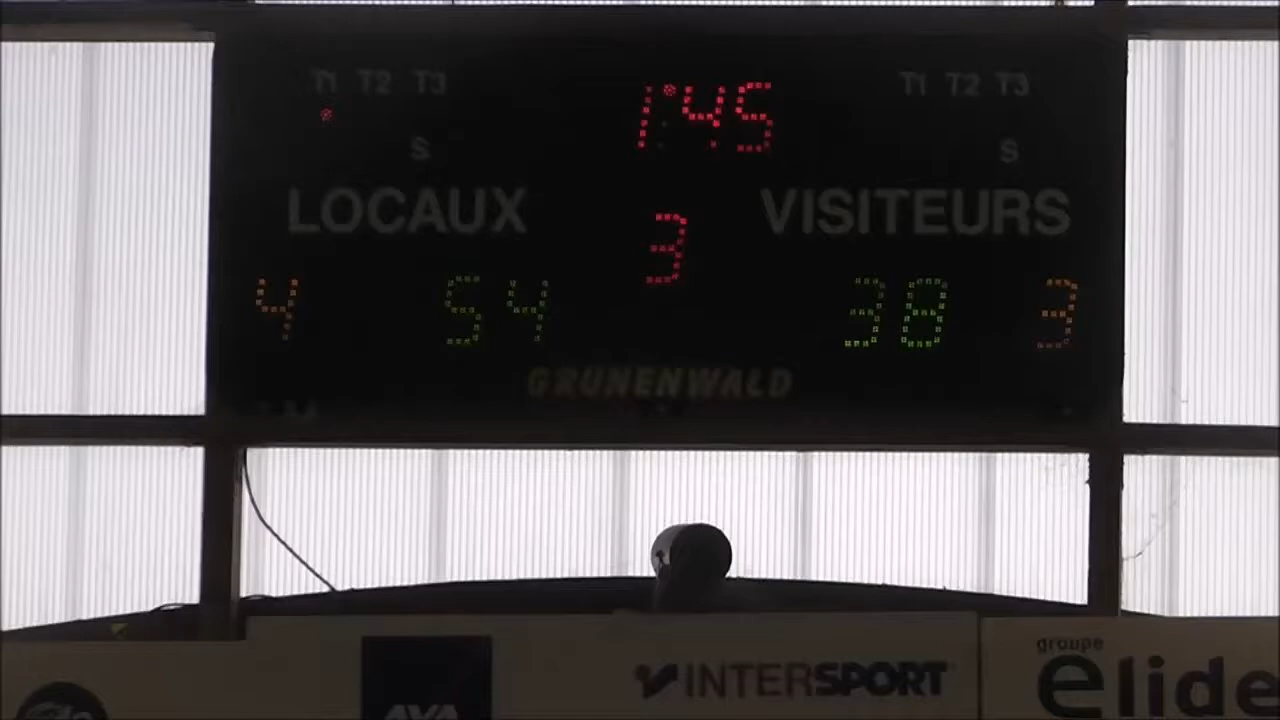 T1 T2 T3 1:45 T1 T2 T3
S S
LOCAUX VISITEURS
3
4 54 38 3
GRUNENWALD
AXA INTERSPORT groupe
elide